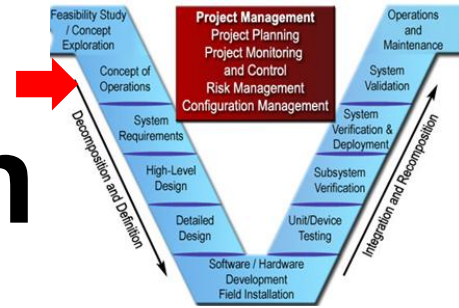 Feasibility Study
/ Concept
Exploration
Concept of
Operations
System
Requirements
High-Level
Design
Detailed
Design
Software / Hardware
Development
Field Installation
Unit/Device
Testing
Subsystem
Verification
System
Verification &
Deployment
System
Validation
Operations
and
Maintenance
Project Management
Project Planning
Project Monitoring
and Control
Risk Management
Configuration Management
Decomposition and Definition
Integration and Recomposition
n